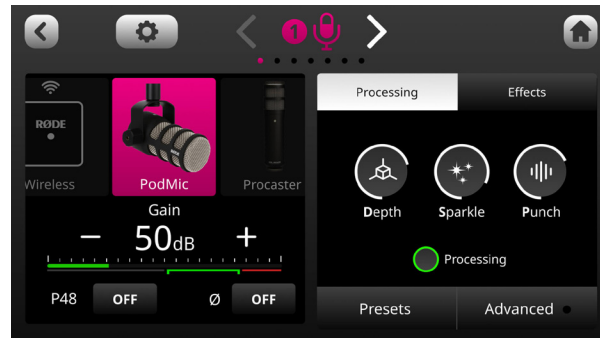 1
Processing
Effects
RØDE
Wireless
PodMic
Procaster
Depth
Sparkle
Punch
Gain
50dB
Processing
P48
OFF
Ø
OFF
Presets
Advanced